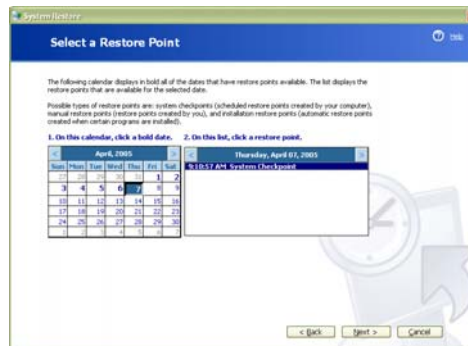 System Restore
Select a Restore Point
Help
The following calendar displays in bold all of the dates that have restore points available. The list displays the
restore points that are available for the selected date.
Possible types of restore points are: system checkpoints (scheduled restore points created by your computer),
manual restore points (restore points created by you), and installation restore points (automatic restore points
created when certain programs are installed).
1. On this calendar, click a bold date. 2. On this list, click a restore point.
< April, 2005 > < Thursday, April 07, 2005 >
Sun Mon Tue Wed Thu Fri Sat 9:10:57 AM System Checkpoint
27 28 29 30 31 1 2
3 4 5 6 7 8 9
10 11 12 13 14 15 16
17 18 19 20 21 22 23
24 25 26 27 28 29 30
1 2 3 4 5 6 7
< Back Next > Cancel